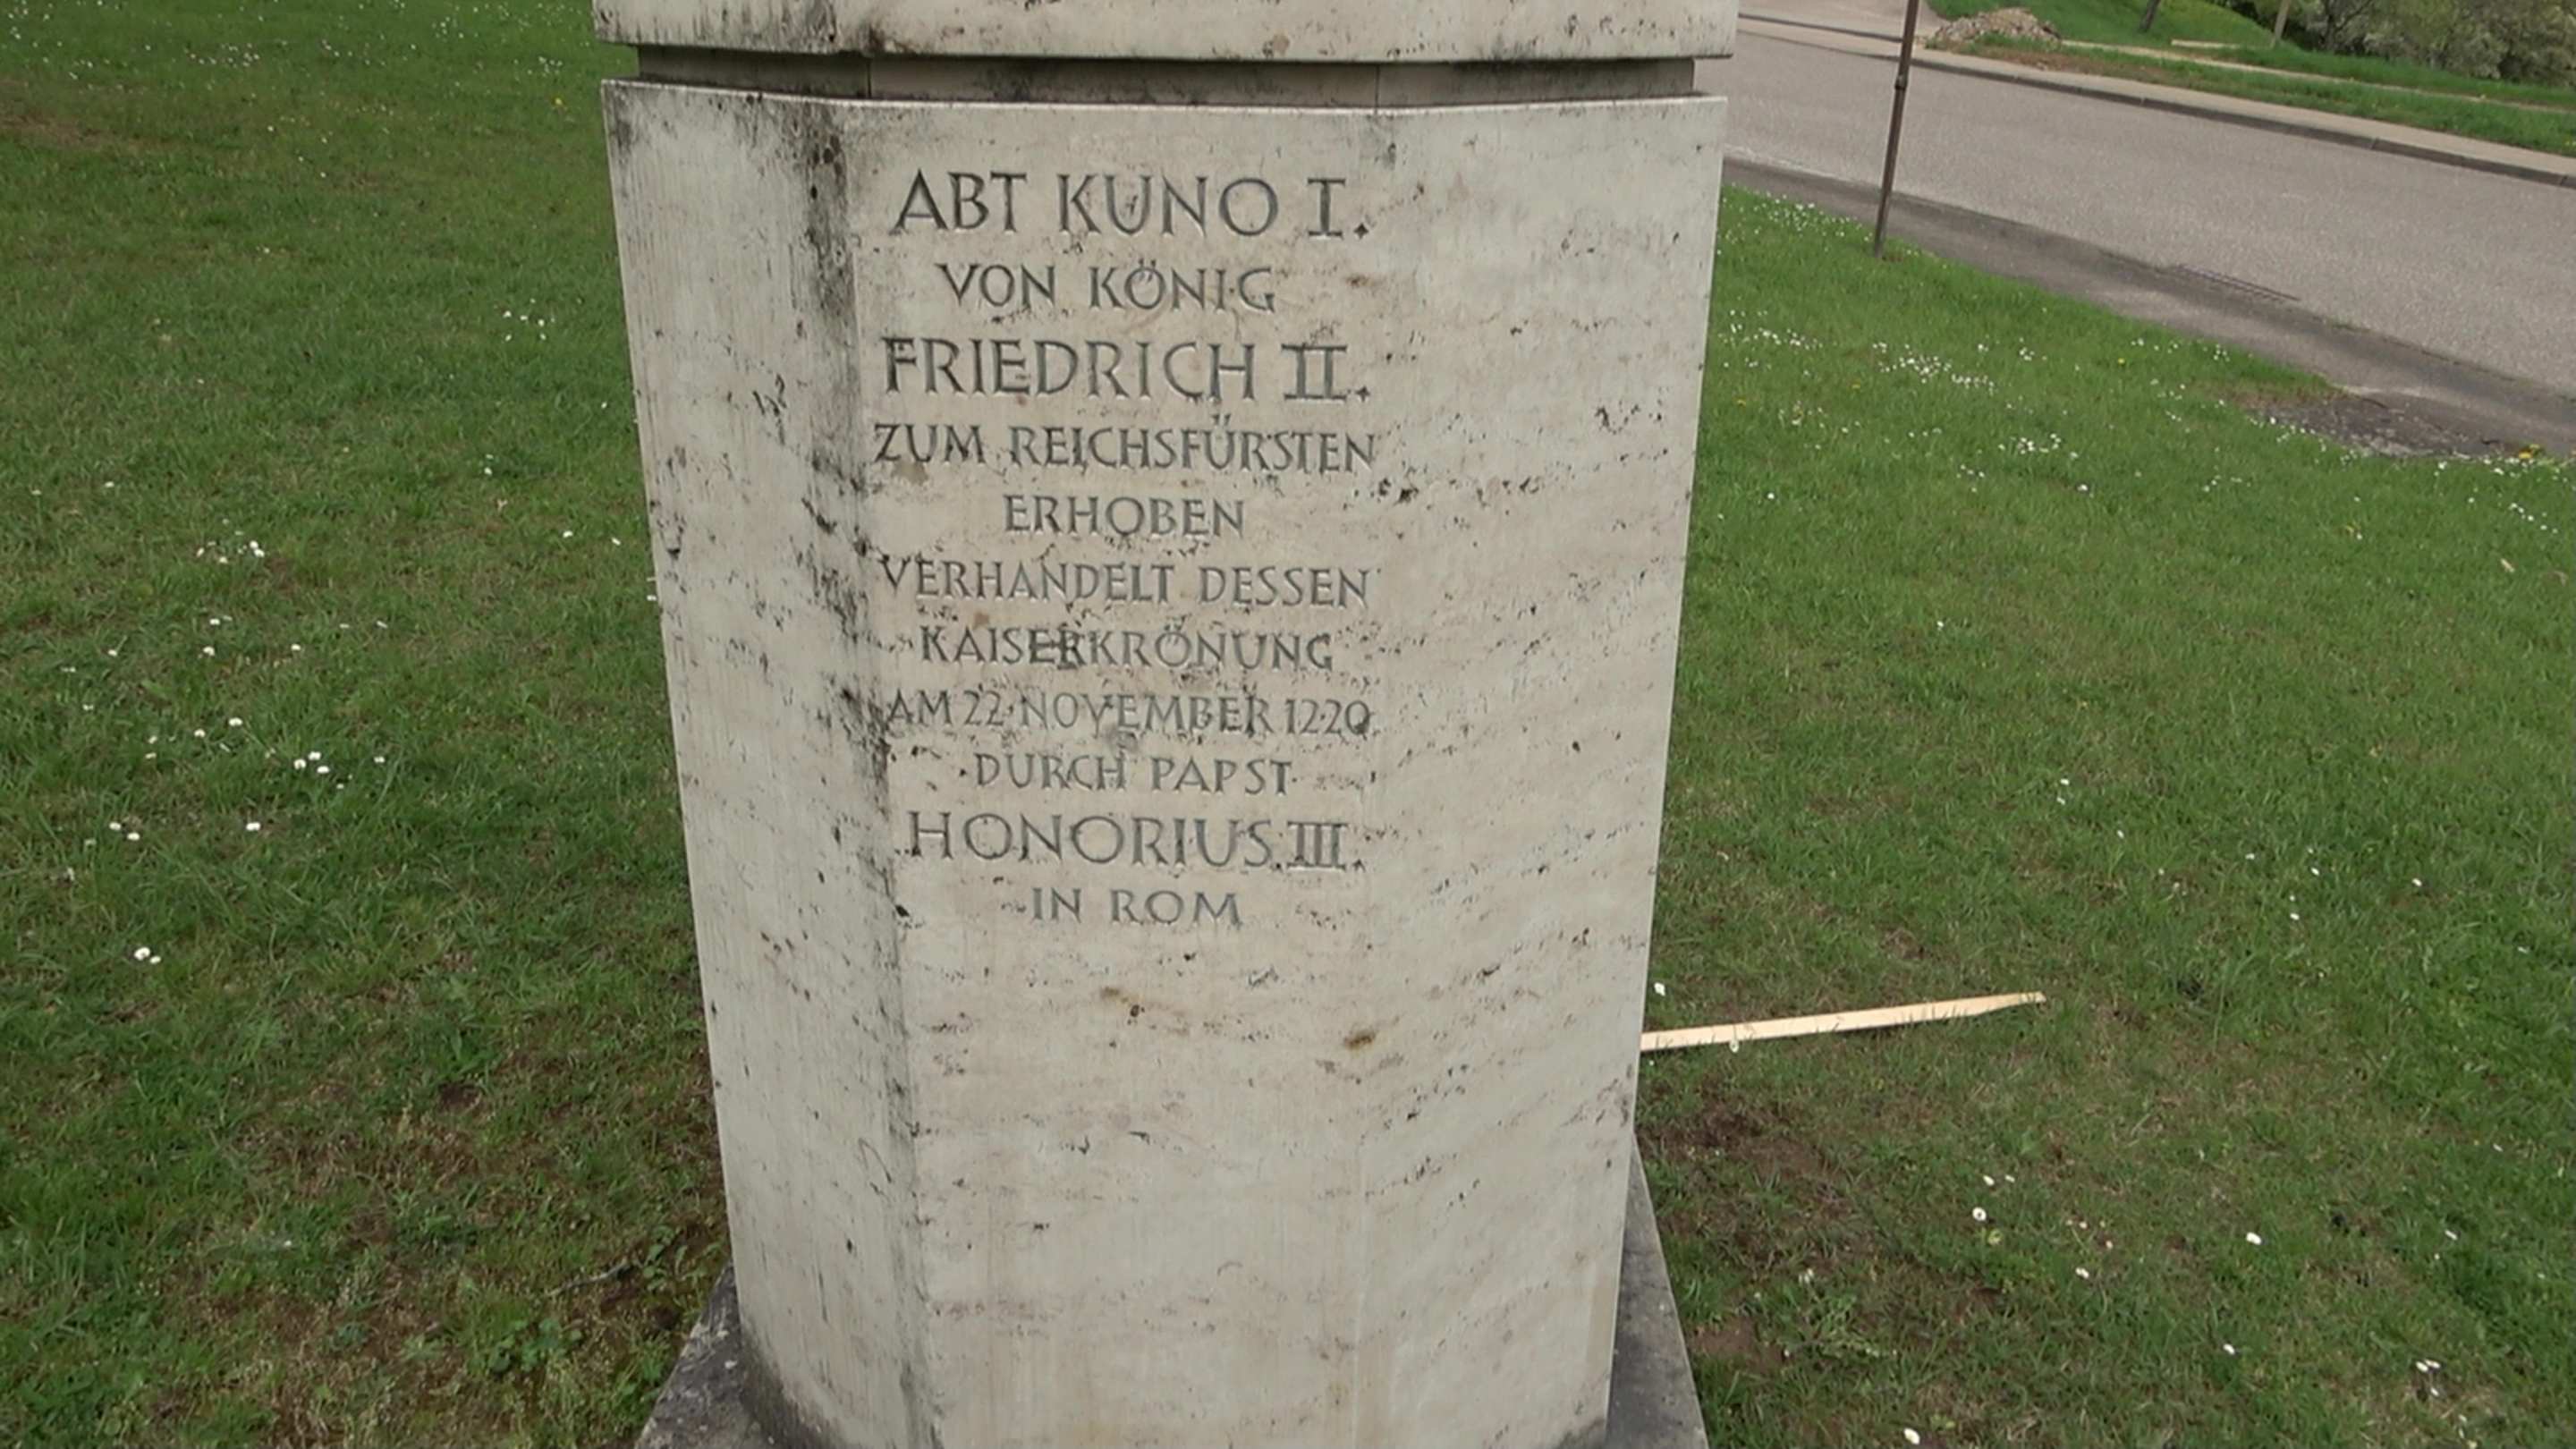 ABT KUNO I.
VON KÖNIG
FRIEDRICH II.
ZUM REICHSFÜRSTEN
ERHOBEN
VERHANDELT DESSEN
KAISERKRÖNUNG
AM 22·NOVEMBER 1220
DURCH PAPST
HONORIUS III.
IN ROM